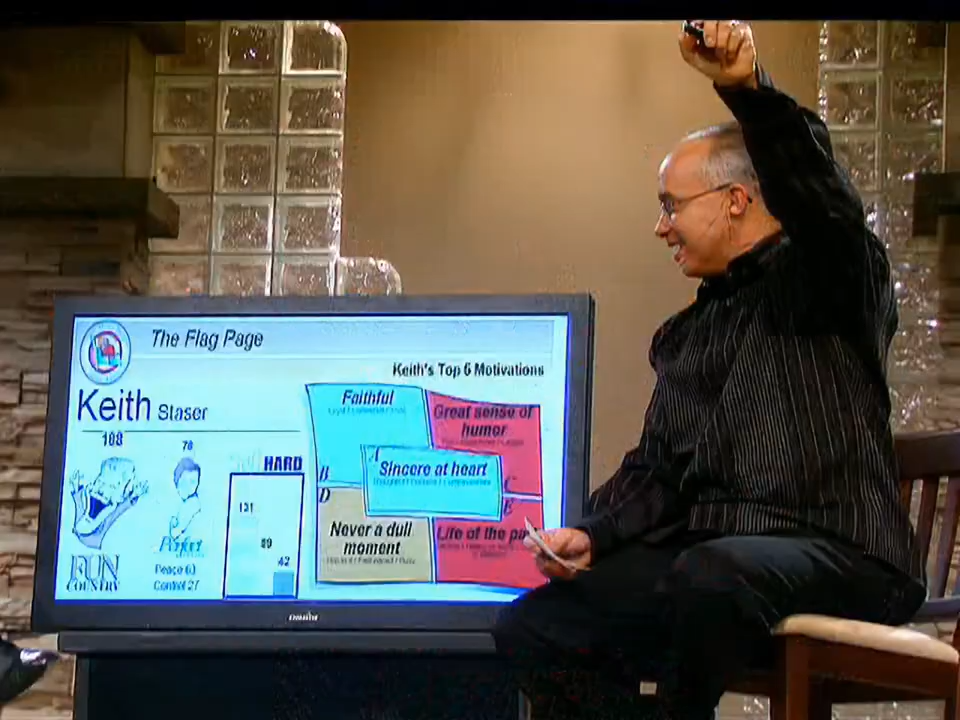 The Flag Page
Keith's Top 5 Motivations
Keith Staser
108
78
HARD
131
89
42
Perfect
FUN
COUNTRY
Peace 63
Control 27
Faithful
Great sense of
humor
A
Sincere at heart
B
C
D
E
Never a dull
moment
Life of the pa